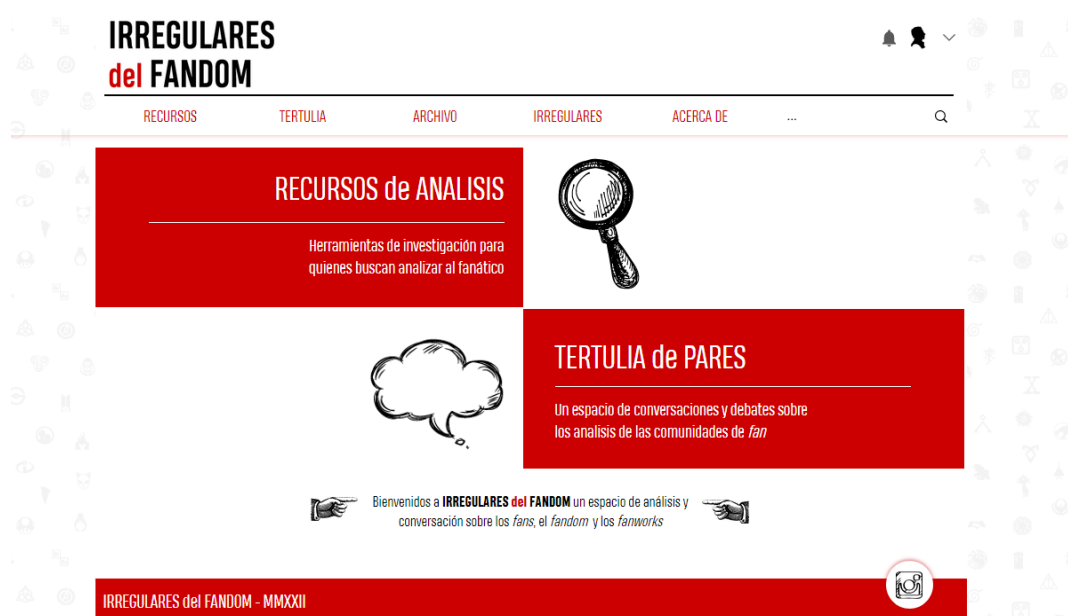 IRREGULARES
del FANDOM
RECURSOS TERTULIA ARCHIVO IRREGULARES ACERCA DE ...
RECURSOS de ANALISIS
Herramientas de investigación para
quienes buscan analizar al fanático
TERTULIA de PARES
Un espacio de conversaciones y debates sobre
los analisis de las comunidades de fan
Bienvenidos a IRREGULARES del FANDOM un espacio de análisis y
conversación sobre los fans, el fandom y los fanworks
IRREGULARES del FANDOM - MMXXII